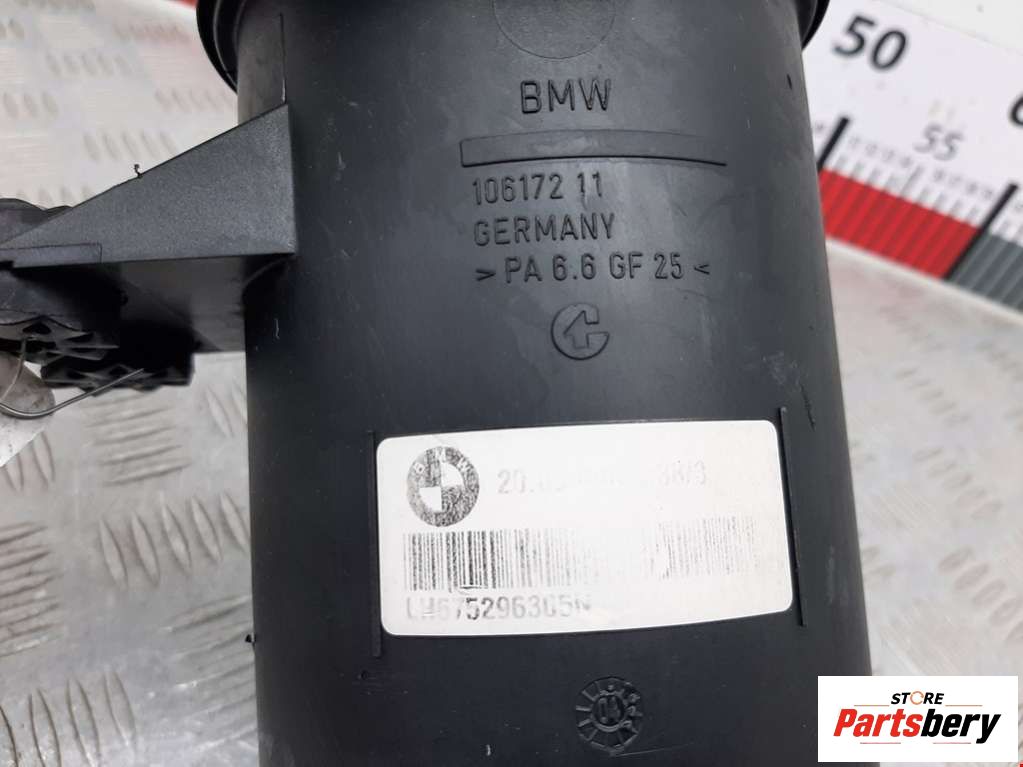 50
55
BMW
106172 11
GERMANY
> PA 6.6 GF 25 <
STORE
Partsbery